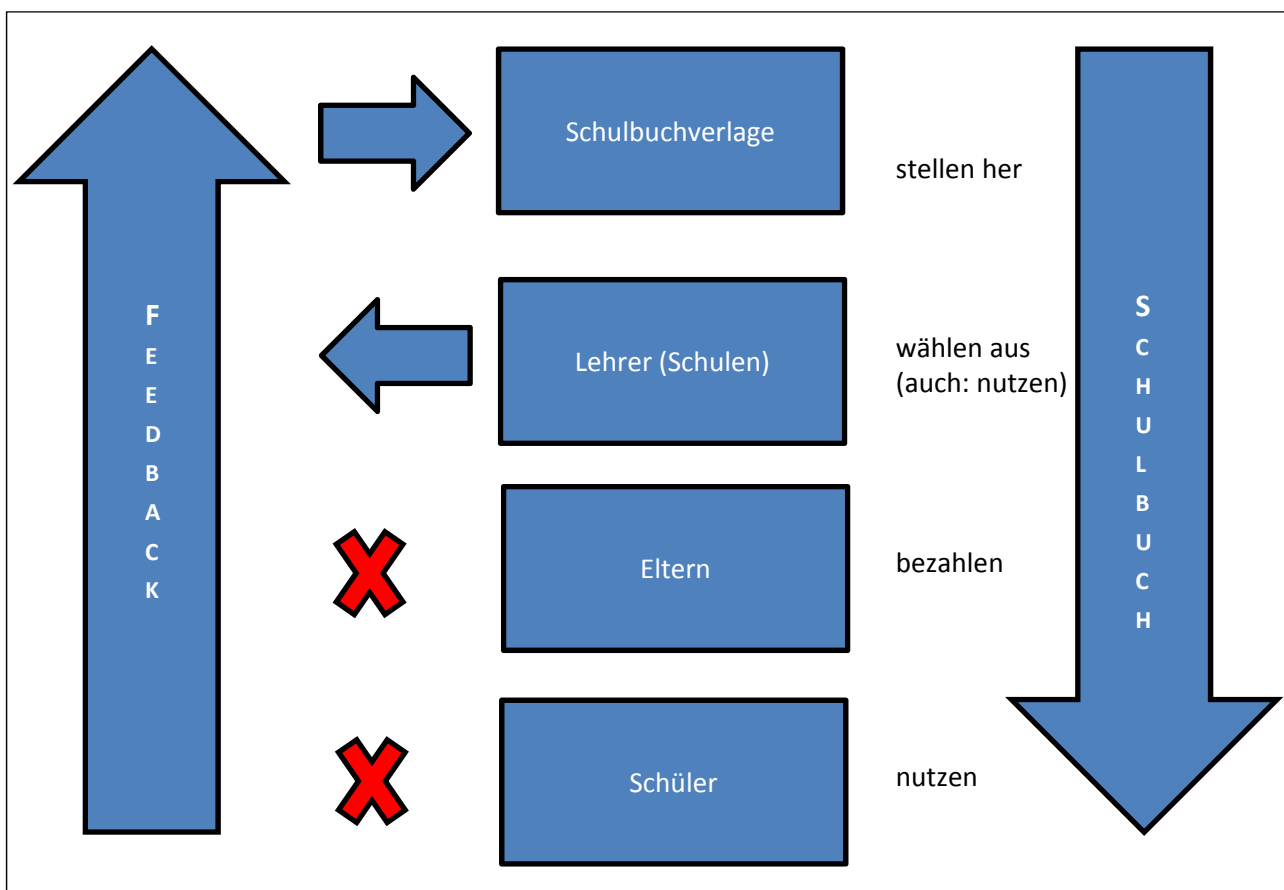 FEEDBACK
Schulbuchverlage
stellen her
Lehrer (Schulen)
wählen aus
(auch: nutzen)
Eltern
bezahlen
Schüler
nutzen
SCHULBUCH